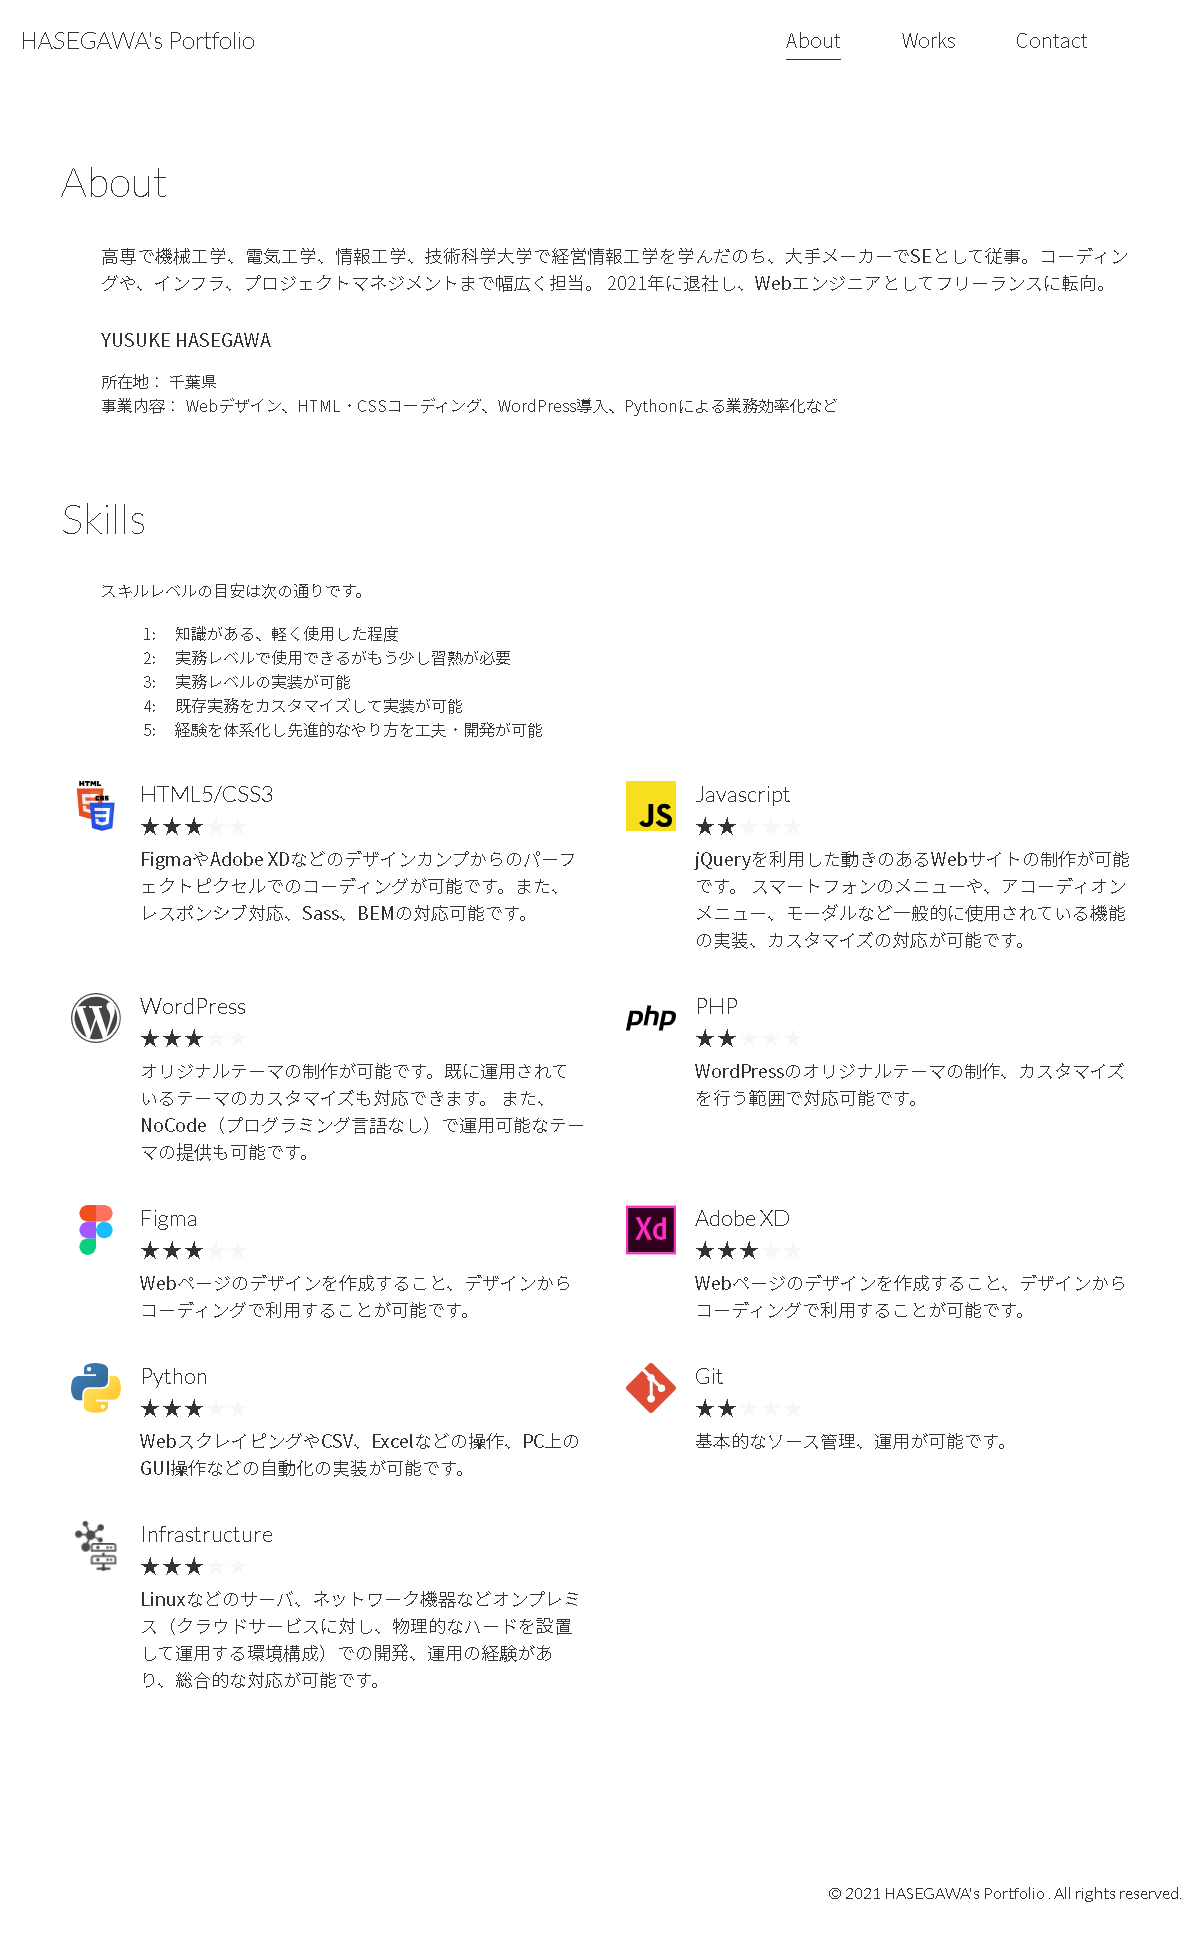 HASEGAWA's Portfolio
About Works Contact
About
高専で機械工学、電気工学、情報工学、技術科学大学で経営情報工学を学んだのち、大手メーカーでSEとして従事。コーディン
グや、インフラ、プロジェクトマネジメントまで幅広く担当。 2021年に退社し、Webエンジニアとしてフリーランスに転向。
YUSUKE HASEGAWA
所在地： 千葉県
事業内容： Webデザイン、HTML・CSSコーディング、WordPress導入、Pythonによる業務効率化など
Skills
スキルレベルの目安は次の通りです。
1: 知識がある、軽く使用した程度
2: 実務レベルで使用できるがもう少し習熟が必要
3: 実務レベルの実装が可能
4: 既存実務をカスタマイズして実装が可能
5: 経験を体系化し先進的なやり方を工夫・開発が可能
HTML
CSS
HTML5/CSS3
★★★★★
FigmaやAdobe XDなどのデザインカンプからのパーフ
ェクトピクセルでのコーディングが可能です。また、
レスポンシブ対応、Sass、BEMの対応可能です。
JS
Javascript
★★★★★
jQueryを利用した動きのあるWebサイトの制作が可能
です。 スマートフォンのメニューや、アコーディオン
メニュー、モーダルなど一般的に使用されている機能
の実装、カスタマイズの対応が可能です。
WordPress
★★★★★
オリジナルテーマの制作が可能です。既に運用されて
いるテーマのカスタマイズも対応できます。 また、
NoCode（プログラミング言語なし）で運用可能なテー
マの提供も可能です。
php
PHP
★★★★★
WordPressのオリジナルテーマの制作、カスタマイズ
を行う範囲で対応可能です。
Figma
★★★★★
Webページのデザインを作成すること、デザインから
コーディングで利用することが可能です。
Xd
Adobe XD
★★★★★
Webページのデザインを作成すること、デザインから
コーディングで利用することが可能です。
Python
★★★★★
WebスクレイピングやCSV、Excelなどの操作、PC上の
GUI操作などの自動化の実装が可能です。
Git
★★★★★
基本的なソース管理、運用が可能です。
Infrastructure
★★★★★
Linuxなどのサーバ、ネットワーク機器などオンプレミ
ス（クラウドサービスに対し、物理的なハードを設置
して運用する環境構成）での開発、運用の経験があ
り、総合的な対応が可能です。
© 2021 HASEGAWA's Portfolio . All rights reserved.